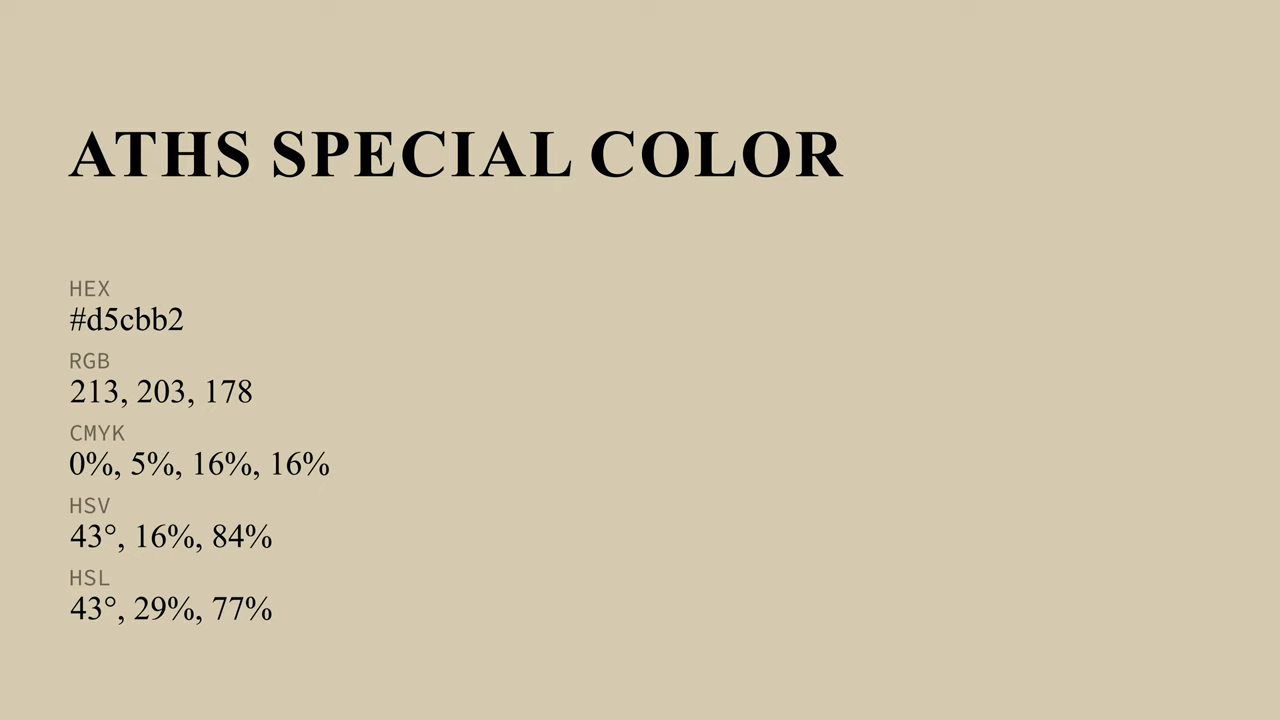 ATHS SPECIAL COLOR
HEX
#d5cbb2
RGB
213, 203, 178
CMYK
0%, 5%, 16%, 16%
HSV
43°, 16%, 84%
HSL
43°, 29%, 77%